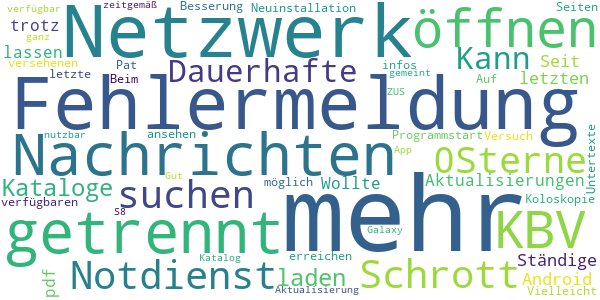 verfügbar
zeitgemäß
Besserung
Neuinstallation
Seiten
trotz
Netzwerk
öffnen
ganz
lassen
Kann
Seit
versehenen
Pat
Dauerhafte
infos
letzte
Beim
gemeint
Auf
letzten
Fehlermeldung
ZUS
nutzbar
ansehen
Programmstart
Versuch
Untertexte
Nachrichten
0Sterne
Gut
App
Kataloge
suchen
möglich
Wollte
Aktualisierungen
verfügbaren
S8
mehr
Koloskopie
getrennt
KBV
Galaxy
Katalog
erreichen
Ständige
pdf
Notdienst
laden
Schrott
Android
Aktualisierung
Vielleicht